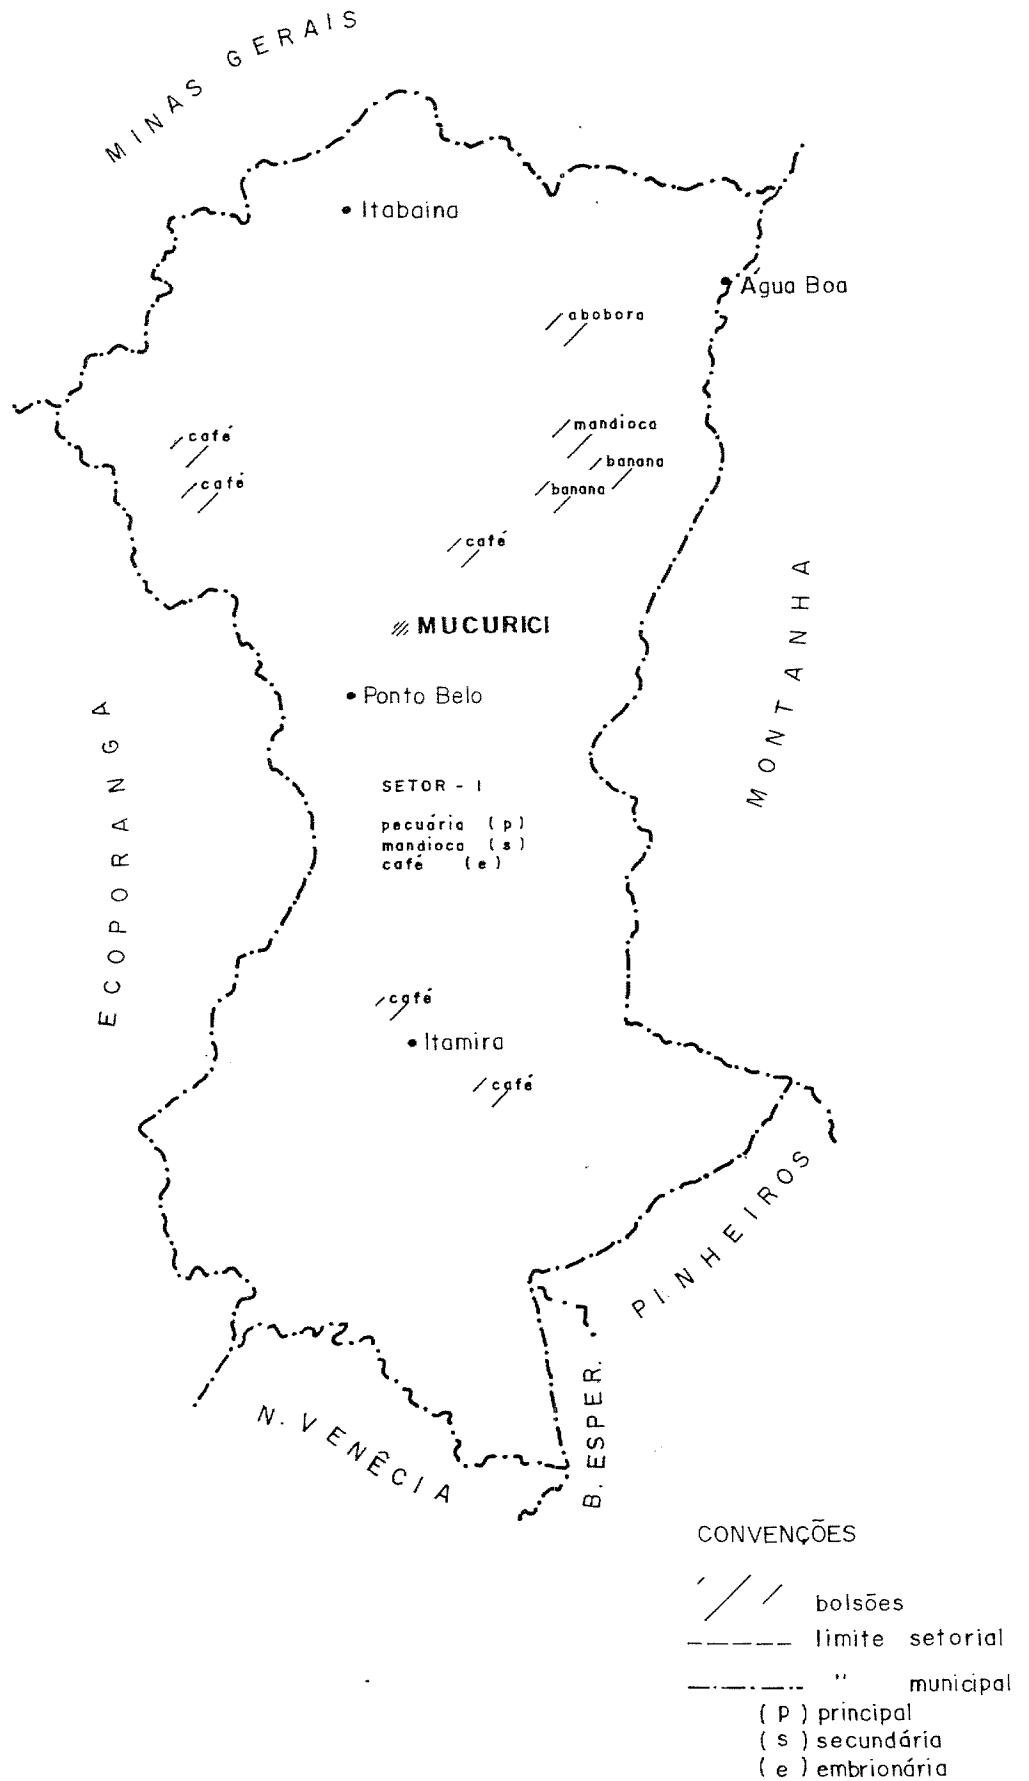 MINAS GERAIS
Itabaina
Água Boa
abobora
mandioca
café
banana
café
banana
café
MUCURICI
MONTANHA
Ponto Belo
ECOPORANGA
SETOR - I
pecuária (p)
mandioca (s)
café (e)
café
Itamira
café
PINHEIROS
B. ESPER.
N. VENÊCIA
CONVENÇÕES
bolsões
limite setorial
" municipal
(p) principal
(s) secundária
(e) embrionária